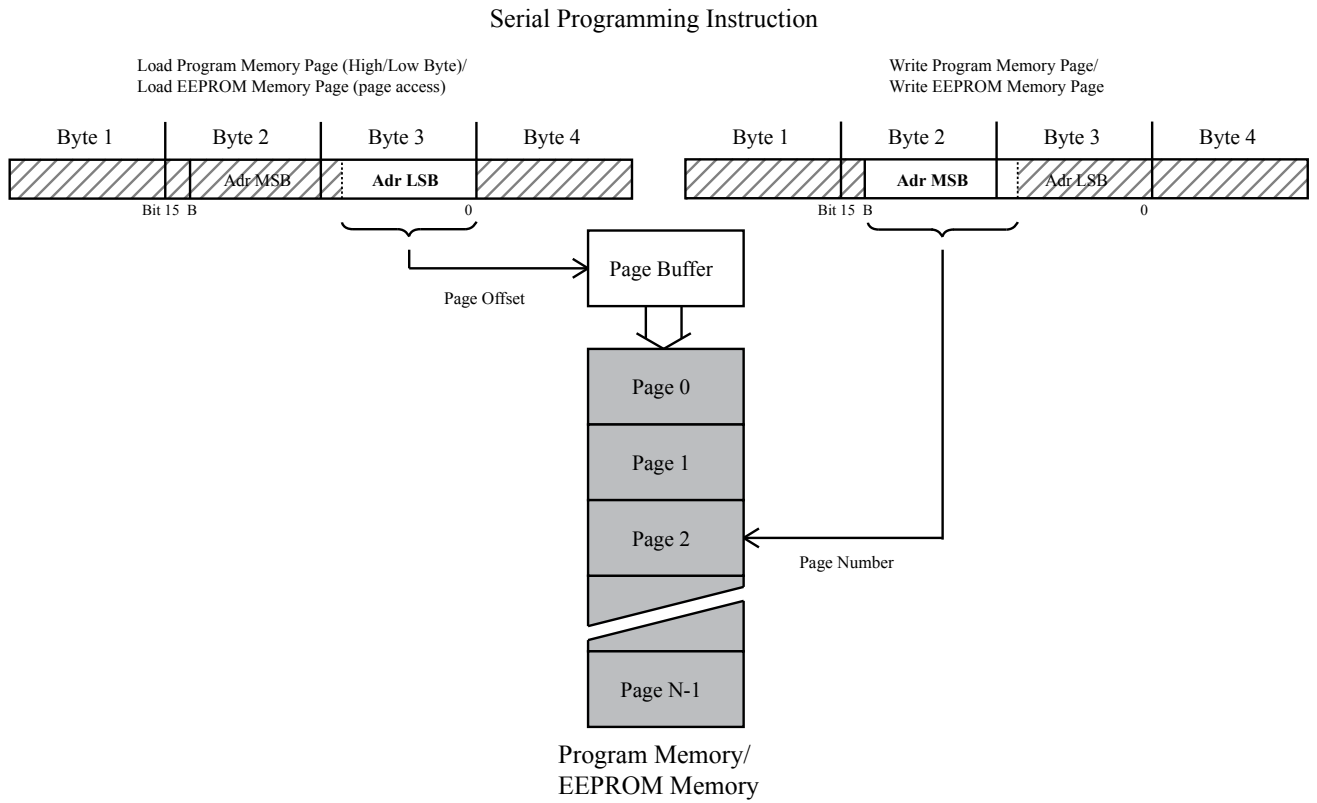 Serial Programming Instruction
Load Program Memory Page (High/Low Byte)/
Load EEPROM Memory Page (page access)
Write Program Memory Page/
Write EEPROM Memory Page
Byte 1 Byte 2 Byte 3 Byte 4
Byte 1 Byte 2 Byte 3 Byte 4
Adr MSB Adr LSB
Adr MSB Adr LSB
Bit 15 B 0
Bit 15 B 0
Page Buffer
Page Offset
Page 0
Page 1
Page 2
Page Number
Page N-1
Program Memory/
EEPROM Memory